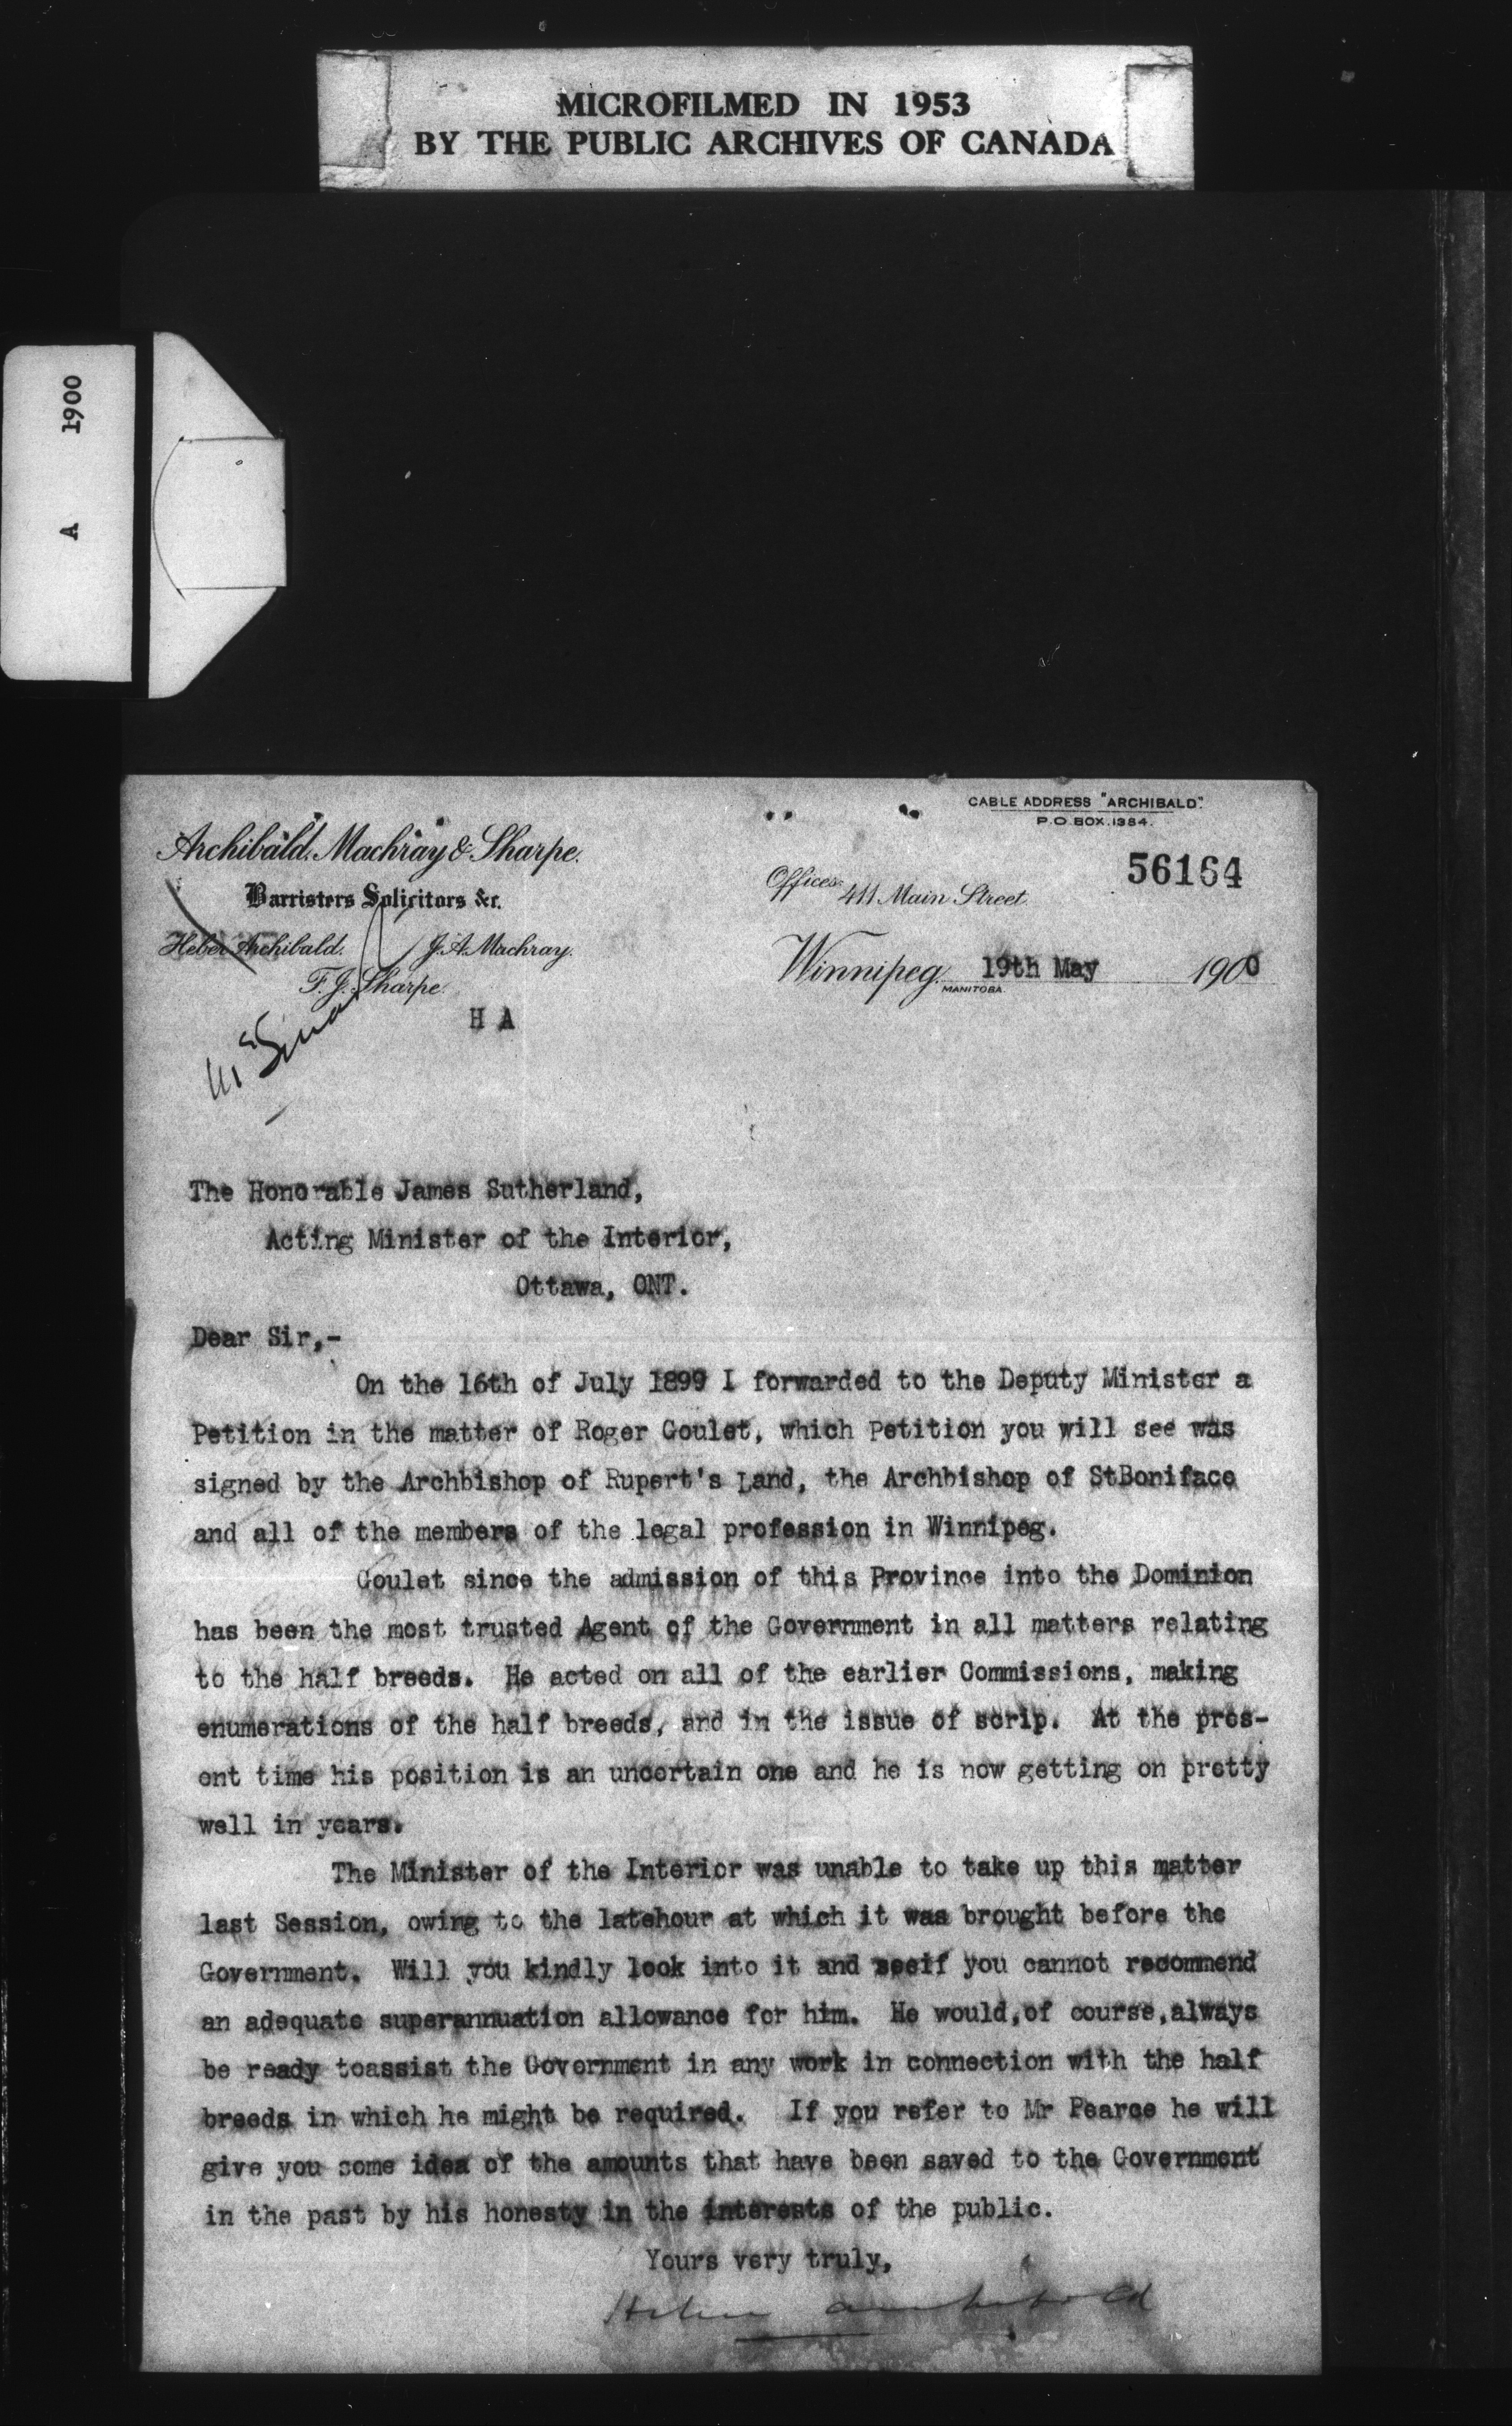 MICROFILMED IN 1953
BY THE PUBLIC ARCHIVES OF CANADA
A 1900
CABLE ADDRESS "ARCHIBALD".
P.O.BOX.1384.
56164
Archibald, Machray & Sharpe.
Barristers Solicitors &c.
Heber Archibald. J.A. Machray.
F.J. Sharpe.
Offices 411 Main Street.
Winnipeg 19th May 1900
MANITOBA
H A
The Honorable James Sutherland,
Acting Minister of the Interior,
Ottawa, ONT.
Dear Sir,-
On the 16th of July 1899 I forwarded to the Deputy Minister a
Petition in the matter of Roger Goulet, which Petition you will see was
signed by the Archbishop of Rupert's Land, the Archbishop of StBoniface
and all of the members of the legal profession in Winnipeg.
Goulet since the admission of this Province into the Dominion
has been the most trusted Agent of the Government in all matters relating
to the half breeds. He acted on all of the earlier Commissions, making
enumerations of the half breeds, and in the issue of scrip. At the pres-
ent time his position is an uncertain one and he is now getting on pretty
well in years.
The Minister of the Interior was unable to take up this matter
last Session, owing to the latehour at which it was brought before the
Government. Will you kindly look into it and seeif you cannot recommend
an adequate superannuation allowance for him. He would,of course,always
be ready toassist the Government in any work in connection with the half
breeds in which he might be required. If you refer to Mr Pearce he will
give you some idea of the amounts that have been saved to the Government
in the past by his honesty in the interests of the public.
Yours very truly,
Heber Archibald